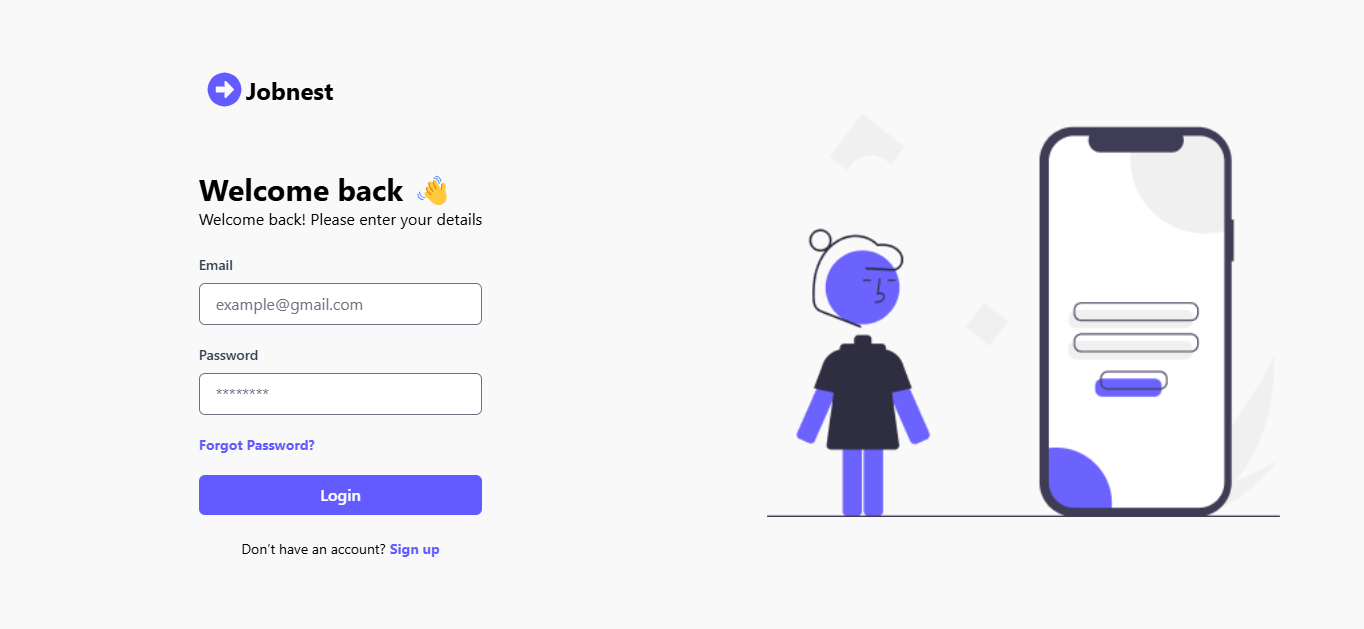 Jobnest
Welcome back 👋
Welcome back! Please enter your details
Email
example@gmail.com
Password
********
Forgot Password?
Login
Don’t have an account? Sign up